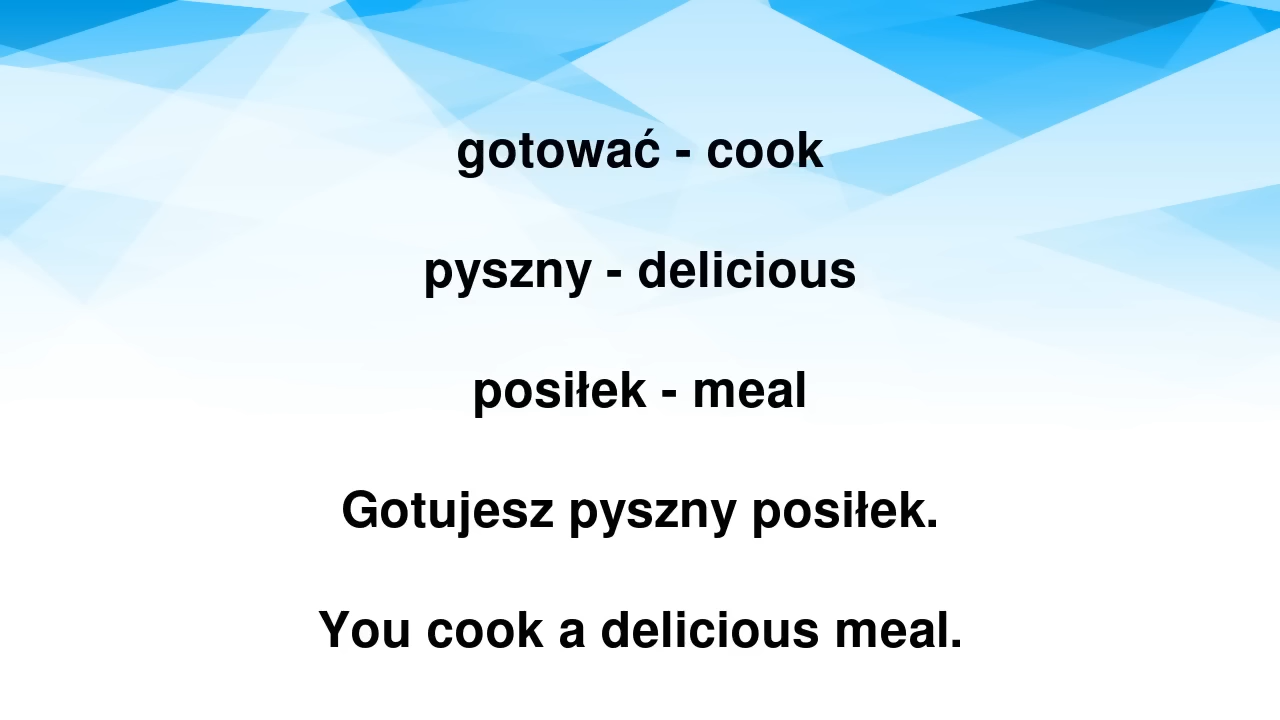 gotować - cook
pyszny - delicious
posiłek - meal
Gotujesz pyszny posiłek.
You cook a delicious meal.